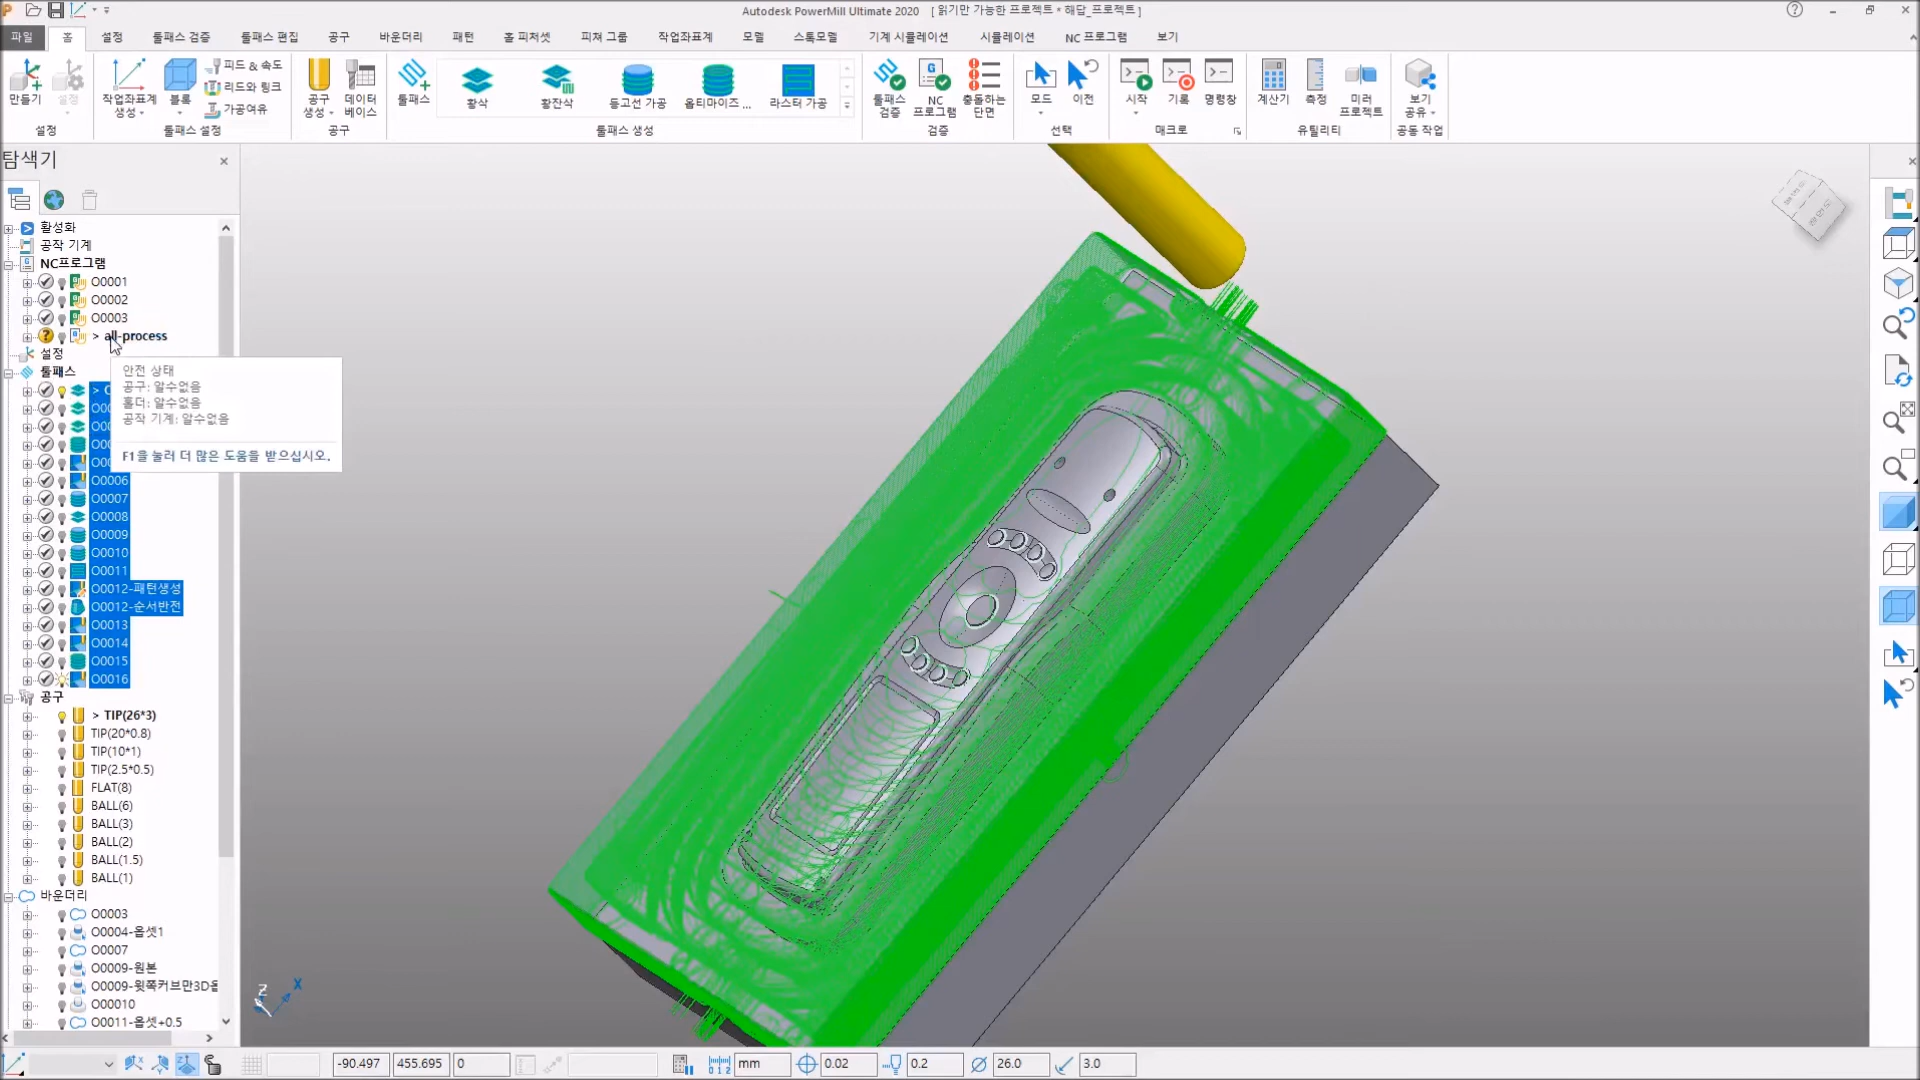 Autodesk PowerMill Ultimate 2020 [ 읽기만 가능한 프로젝트 * 해답_프로젝트 ]
파일 홈 설정 툴패스 검증 툴패스 편집 공구 바운더리 패턴 홀 피처셋 피쳐 그룹 작업좌표계 모델 스톡모델 기계 시뮬레이션 시뮬레이션 NC 프로그램 보기
만들기
설정
설정
작업좌표계 생성
블록
피드 & 속도
리드와 링크
가공여유
툴패스 설정
공구 생성
데이터 베이스
공구
툴패스
황삭
황잔삭
등고선 가공
옵티마이즈 ...
라스터 가공
툴패스 생성
툴패스 검증
NC 프로그램
충돌하는 단면
검증
모드
이전
선택
시작
기록
명령창
매크로
계산기
측정
미러 프로젝트
유틸리티
보기 공유
공동 작업
탐색기
활성화
공작 기계
NC프로그램
O0001
O0002
O0003
> all-process
설정
툴패스
안전 상태
공구: 알수없음
홀더: 알수없음
공작 기계: 알수없음
F1을 눌러 더 많은 도움을 받으십시오.
O0006
O0007
O0008
O0009
O0010
O0011
O0012-패턴생성
O0012-순서반전
O0013
O0014
O0015
O0016
공구
> TIP(26*3)
TIP(20*0.8)
TIP(10*1)
TIP(2.5*0.5)
FLAT(8)
BALL(6)
BALL(3)
BALL(2)
BALL(1.5)
BALL(1)
바운더리
O0003
O0004-옵셋1
O0007
O0009-원본
O0009-윗쪽커브만3D옵
O00010
O0011-옵셋+0.5
Z X
-90.497 455.695 0 mm 0.02 0.2 26.0 3.0